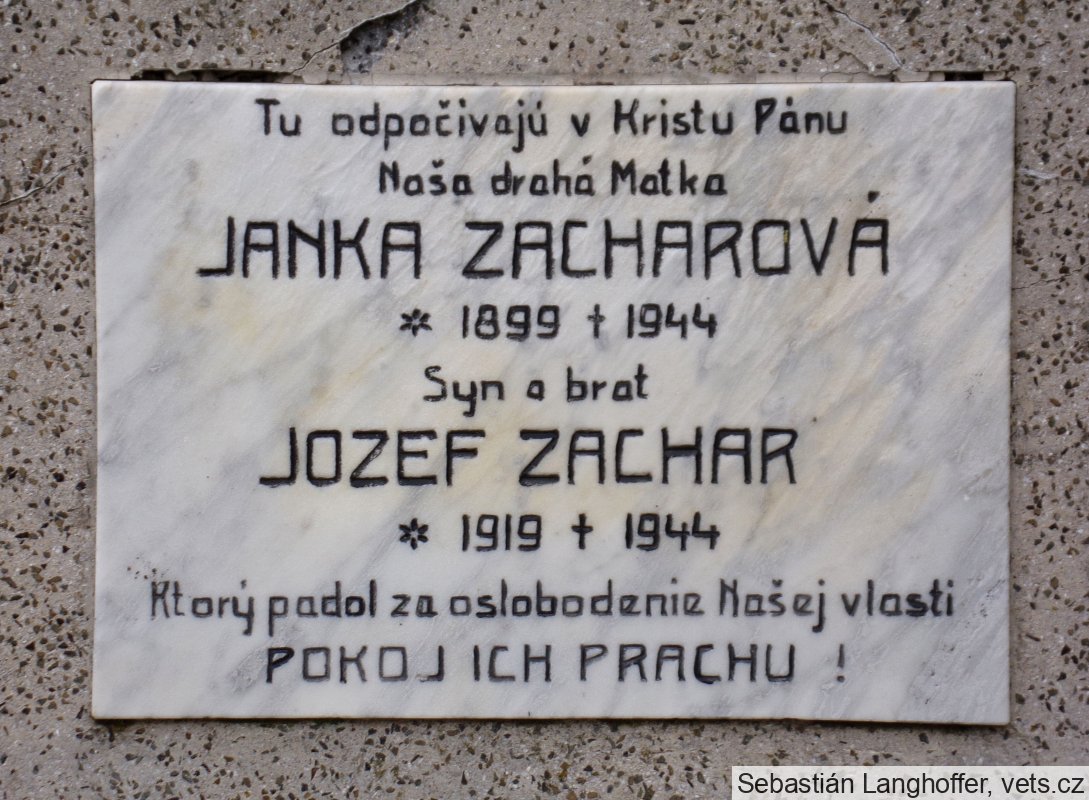 Tu odpočivajú v Kristu Pánu
Naša drahá Matka
JANKA ZACHAROVÁ
* 1899 † 1944
Syn a brat
JOZEF ZACHAR
* 1919 † 1944
Ktorý padol za oslobodenie Našej vlasti
POKOJ ICH PRACHU !
Sebastián Langhoffer, vets.cz